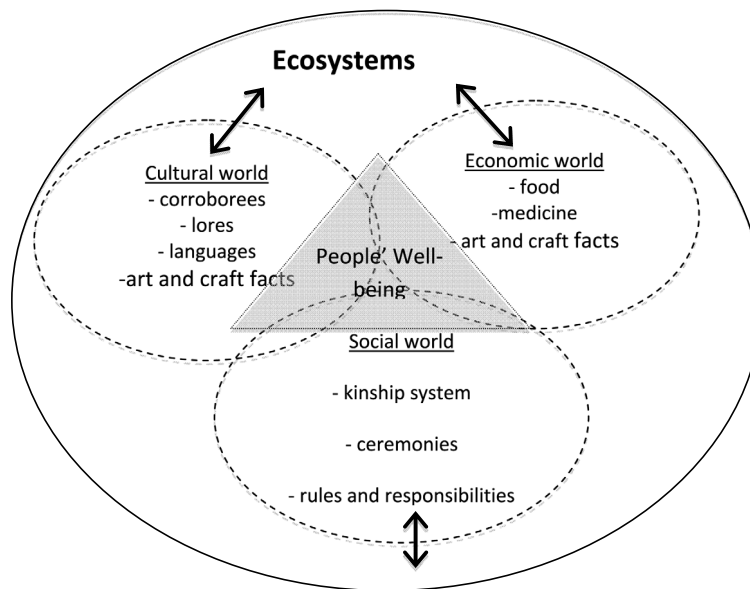 Ecosystems
Cultural world
- corroborees
- lores
- languages
-art and craft facts
Economic world
- food
-medicine
- art and craft facts
People’ Well-
being
Social world
- kinship system
- ceremonies
- rules and responsibilities